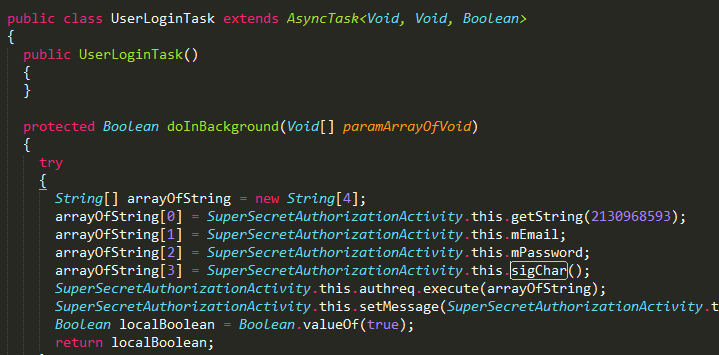 public class UserLoginTask extends AsyncTask<Void, Void, Boolean>
{
public UserLoginTask()
{
}
protected Boolean doInBackground(Void[] paramArrayOfVoid)
{
try
{
String[] arrayOfString = new String[4];
arrayOfString[0] = SuperSecretAuthorizationActivity.this.getString(2130968593);
arrayOfString[1] = SuperSecretAuthorizationActivity.this.mEmail;
arrayOfString[2] = SuperSecretAuthorizationActivity.this.mPassword;
arrayOfString[3] = SuperSecretAuthorizationActivity.this.sigChar();
SuperSecretAuthorizationActivity.this.authreq.execute(arrayOfString);
SuperSecretAuthorizationActivity.this.setMessage(SuperSecretAuthorizationActivity.t
Boolean localBoolean = Boolean.valueOf(true);
return localBoolean;